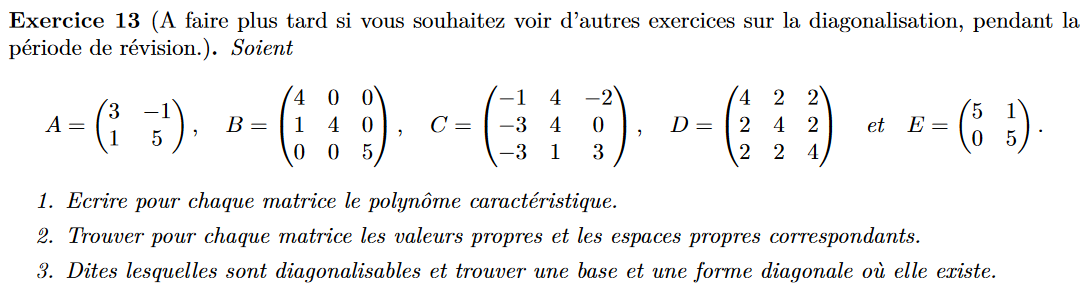 Exercice 13 (A faire plus tard si vous souhaitez voir d'autres exercices sur la diagonalisation, pendant la
période de révision.). Soient
A = \begin{pmatrix} 3 & -1 \\ 1 & 5 \end{pmatrix}, B = \begin{pmatrix} 4 & 0 & 0 \\ 1 & 4 & 0 \\ 0 & 0 & 5 \end{pmatrix}, C = \begin{pmatrix} -1 & 4 & -2 \\ -3 & 4 & 0 \\ -3 & 1 & 3 \end{pmatrix}, D = \begin{pmatrix} 4 & 2 & 2 \\ 2 & 4 & 2 \\ 2 & 2 & 4 \end{pmatrix} et E = \begin{pmatrix} 5 & 1 \\ 0 & 5 \end{pmatrix}.
1. Ecrire pour chaque matrice le polynôme caractéristique.
2. Trouver pour chaque matrice les valeurs propres et les espaces propres correspondants.
3. Dites lesquelles sont diagonalisables et trouver une base et une forme diagonale où elle existe.